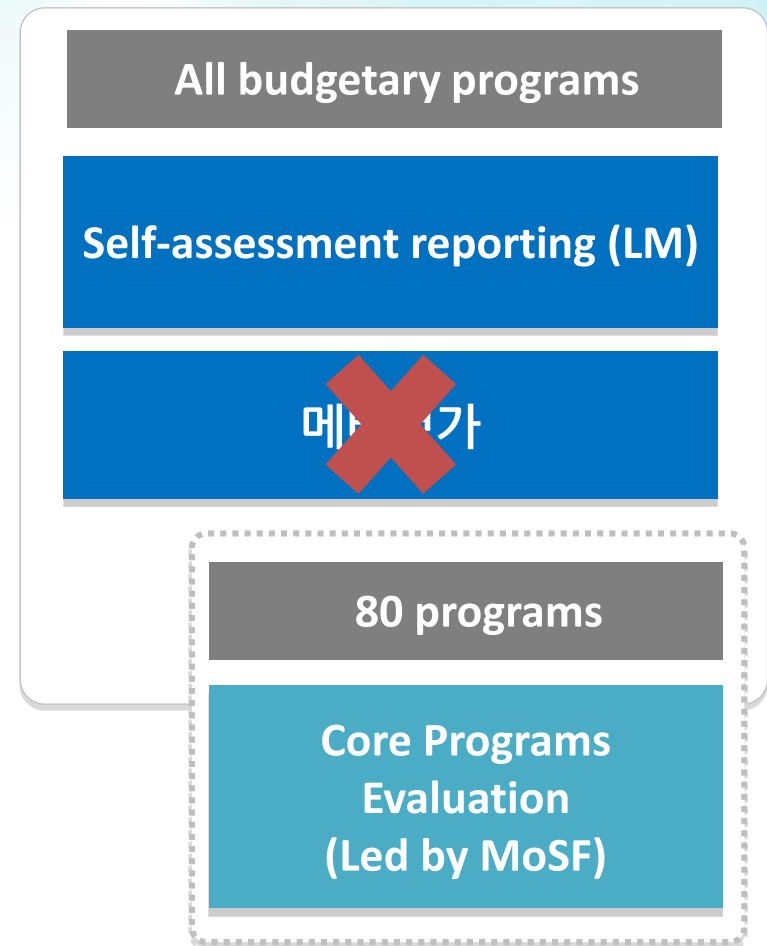 All budgetary programs
Self-assessment reporting (LM)
80 programs
Core Programs
Evaluation
(Led by MoSF)